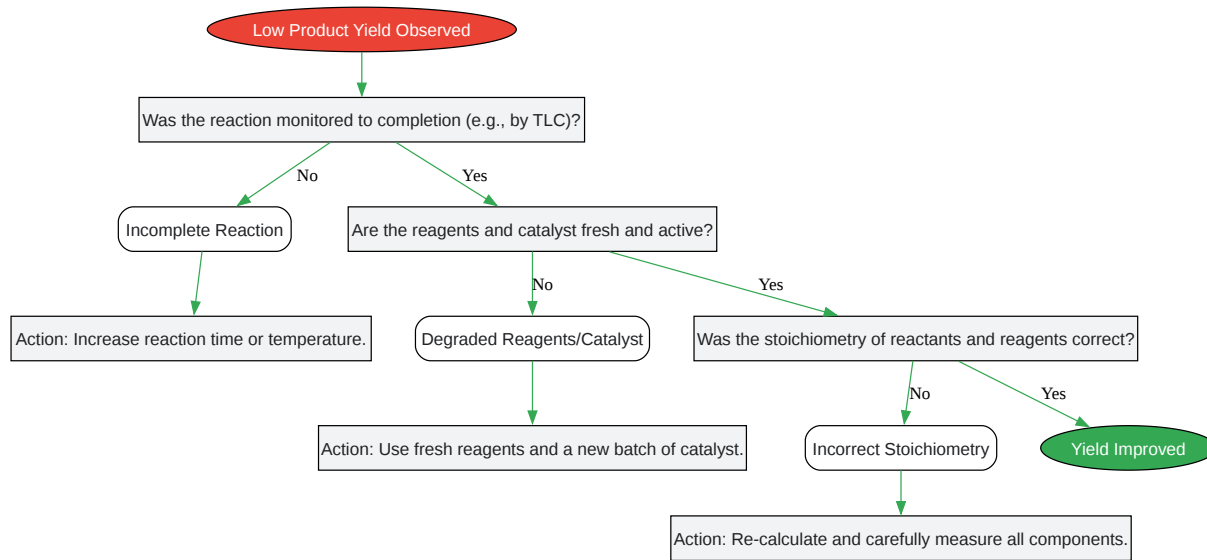 Low Product Yield Observed
Was the reaction monitored to completion (e.g., by TLC)?
No
Yes
Incomplete Reaction
Are the reagents and catalyst fresh and active?
No
Yes
Action: Increase reaction time or temperature.
Degraded Reagents/Catalyst
Was the stoichiometry of reactants and reagents correct?
No
Yes
Action: Use fresh reagents and a new batch of catalyst.
Incorrect Stoichiometry
Yield Improved
Action: Re-calculate and carefully measure all components.